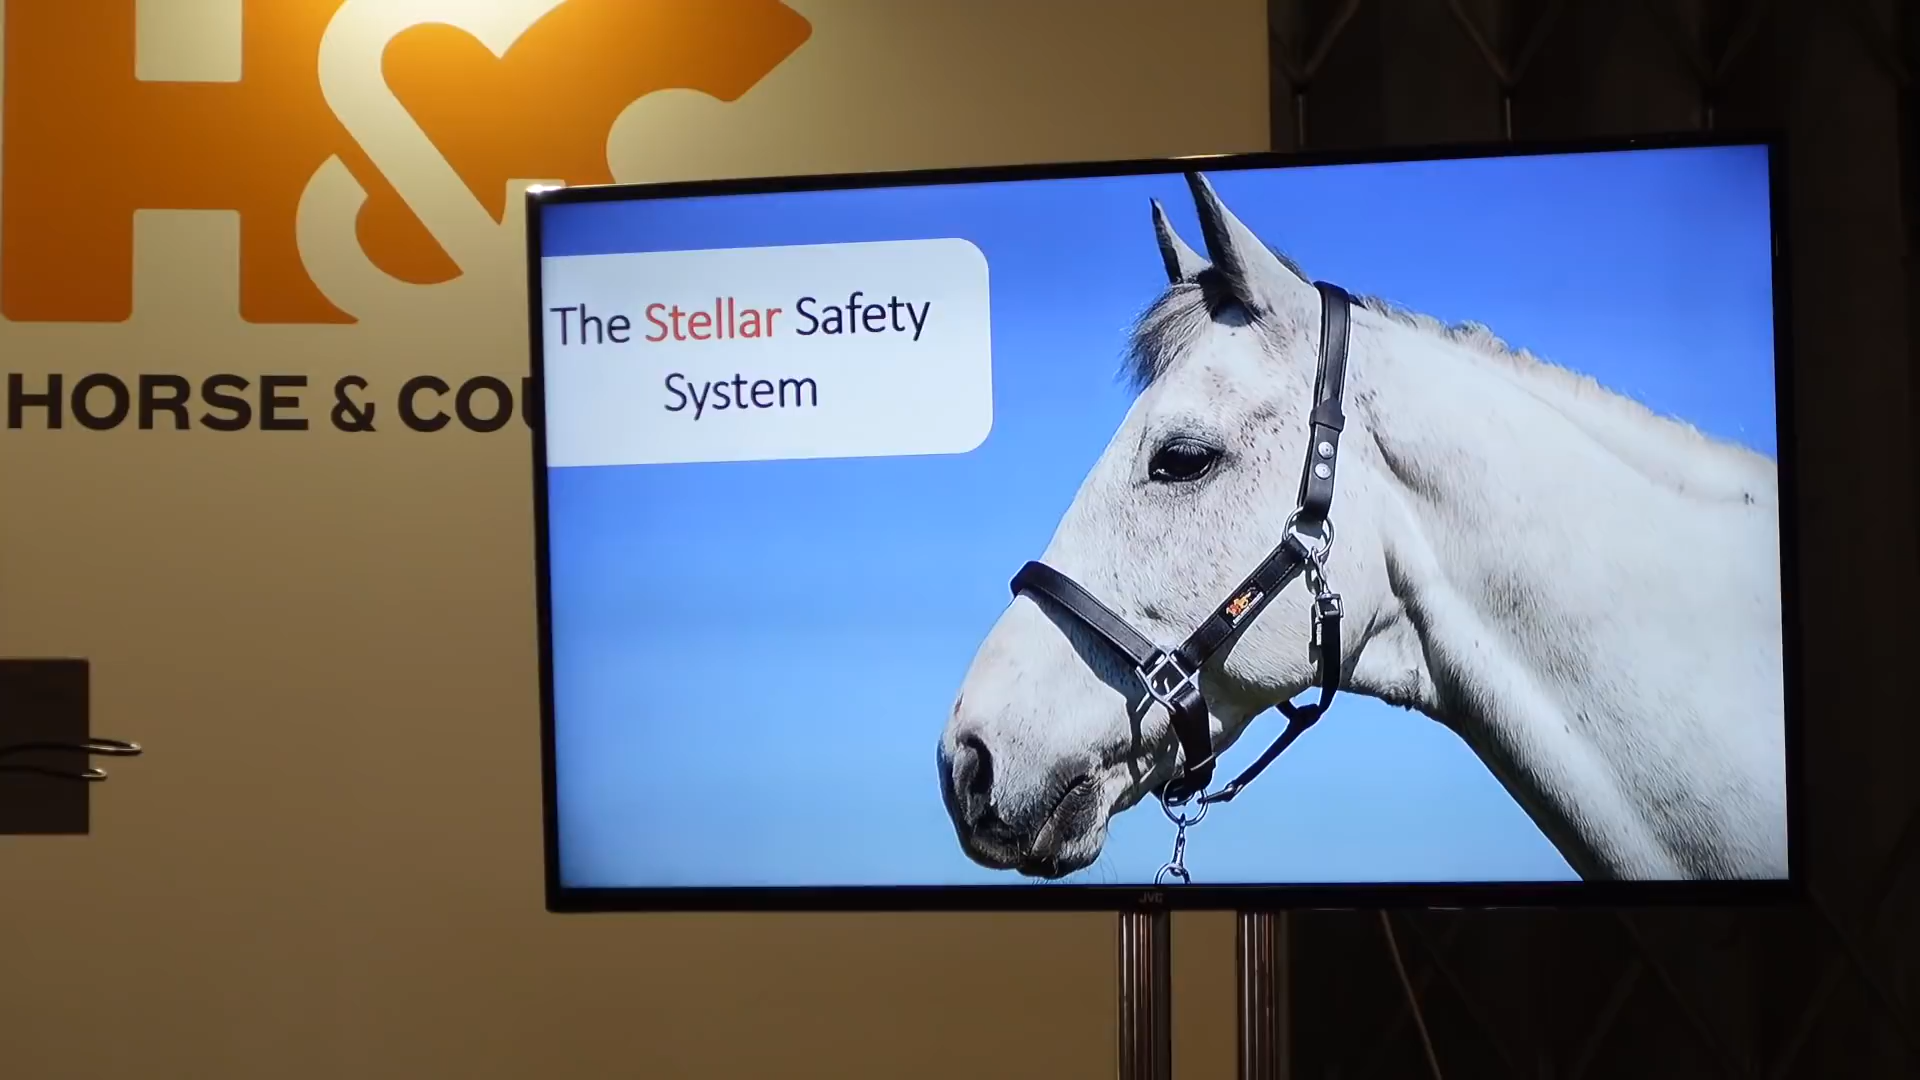 H&C
HORSE & COU
The Stellar Safety
System
JVC